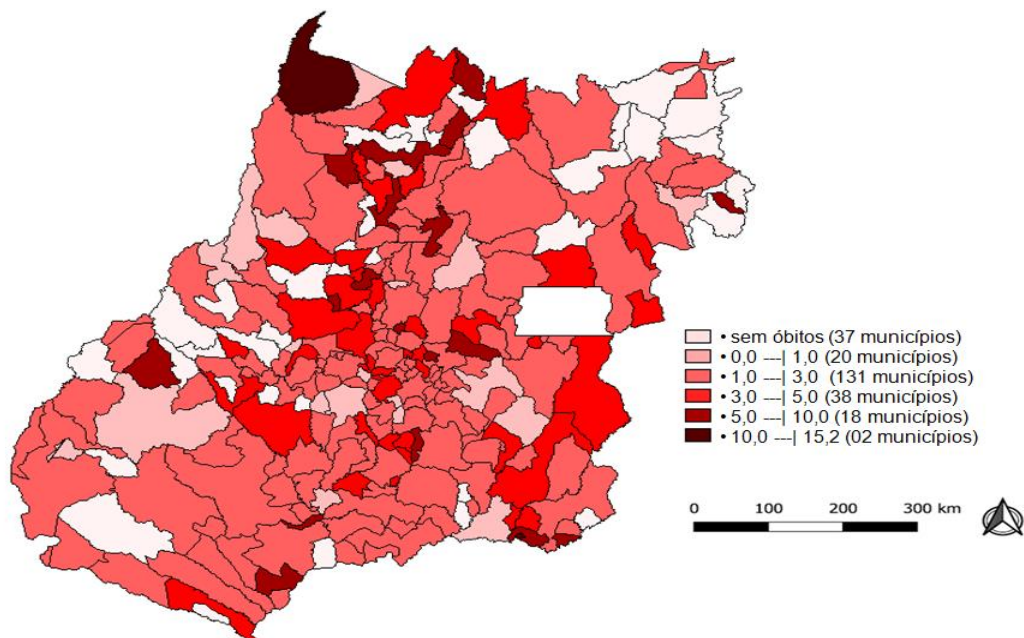 • sem óbitos (37 municípios)
• 0,0 ---| 1,0 (20 municípios)
• 1,0 ---| 3,0 (131 municípios)
• 3,0 ---| 5,0 (38 municípios)
• 5,0 ---| 10,0 (18 municípios)
• 10,0 ---| 15,2 (02 municípios)
0 100 200 300 km